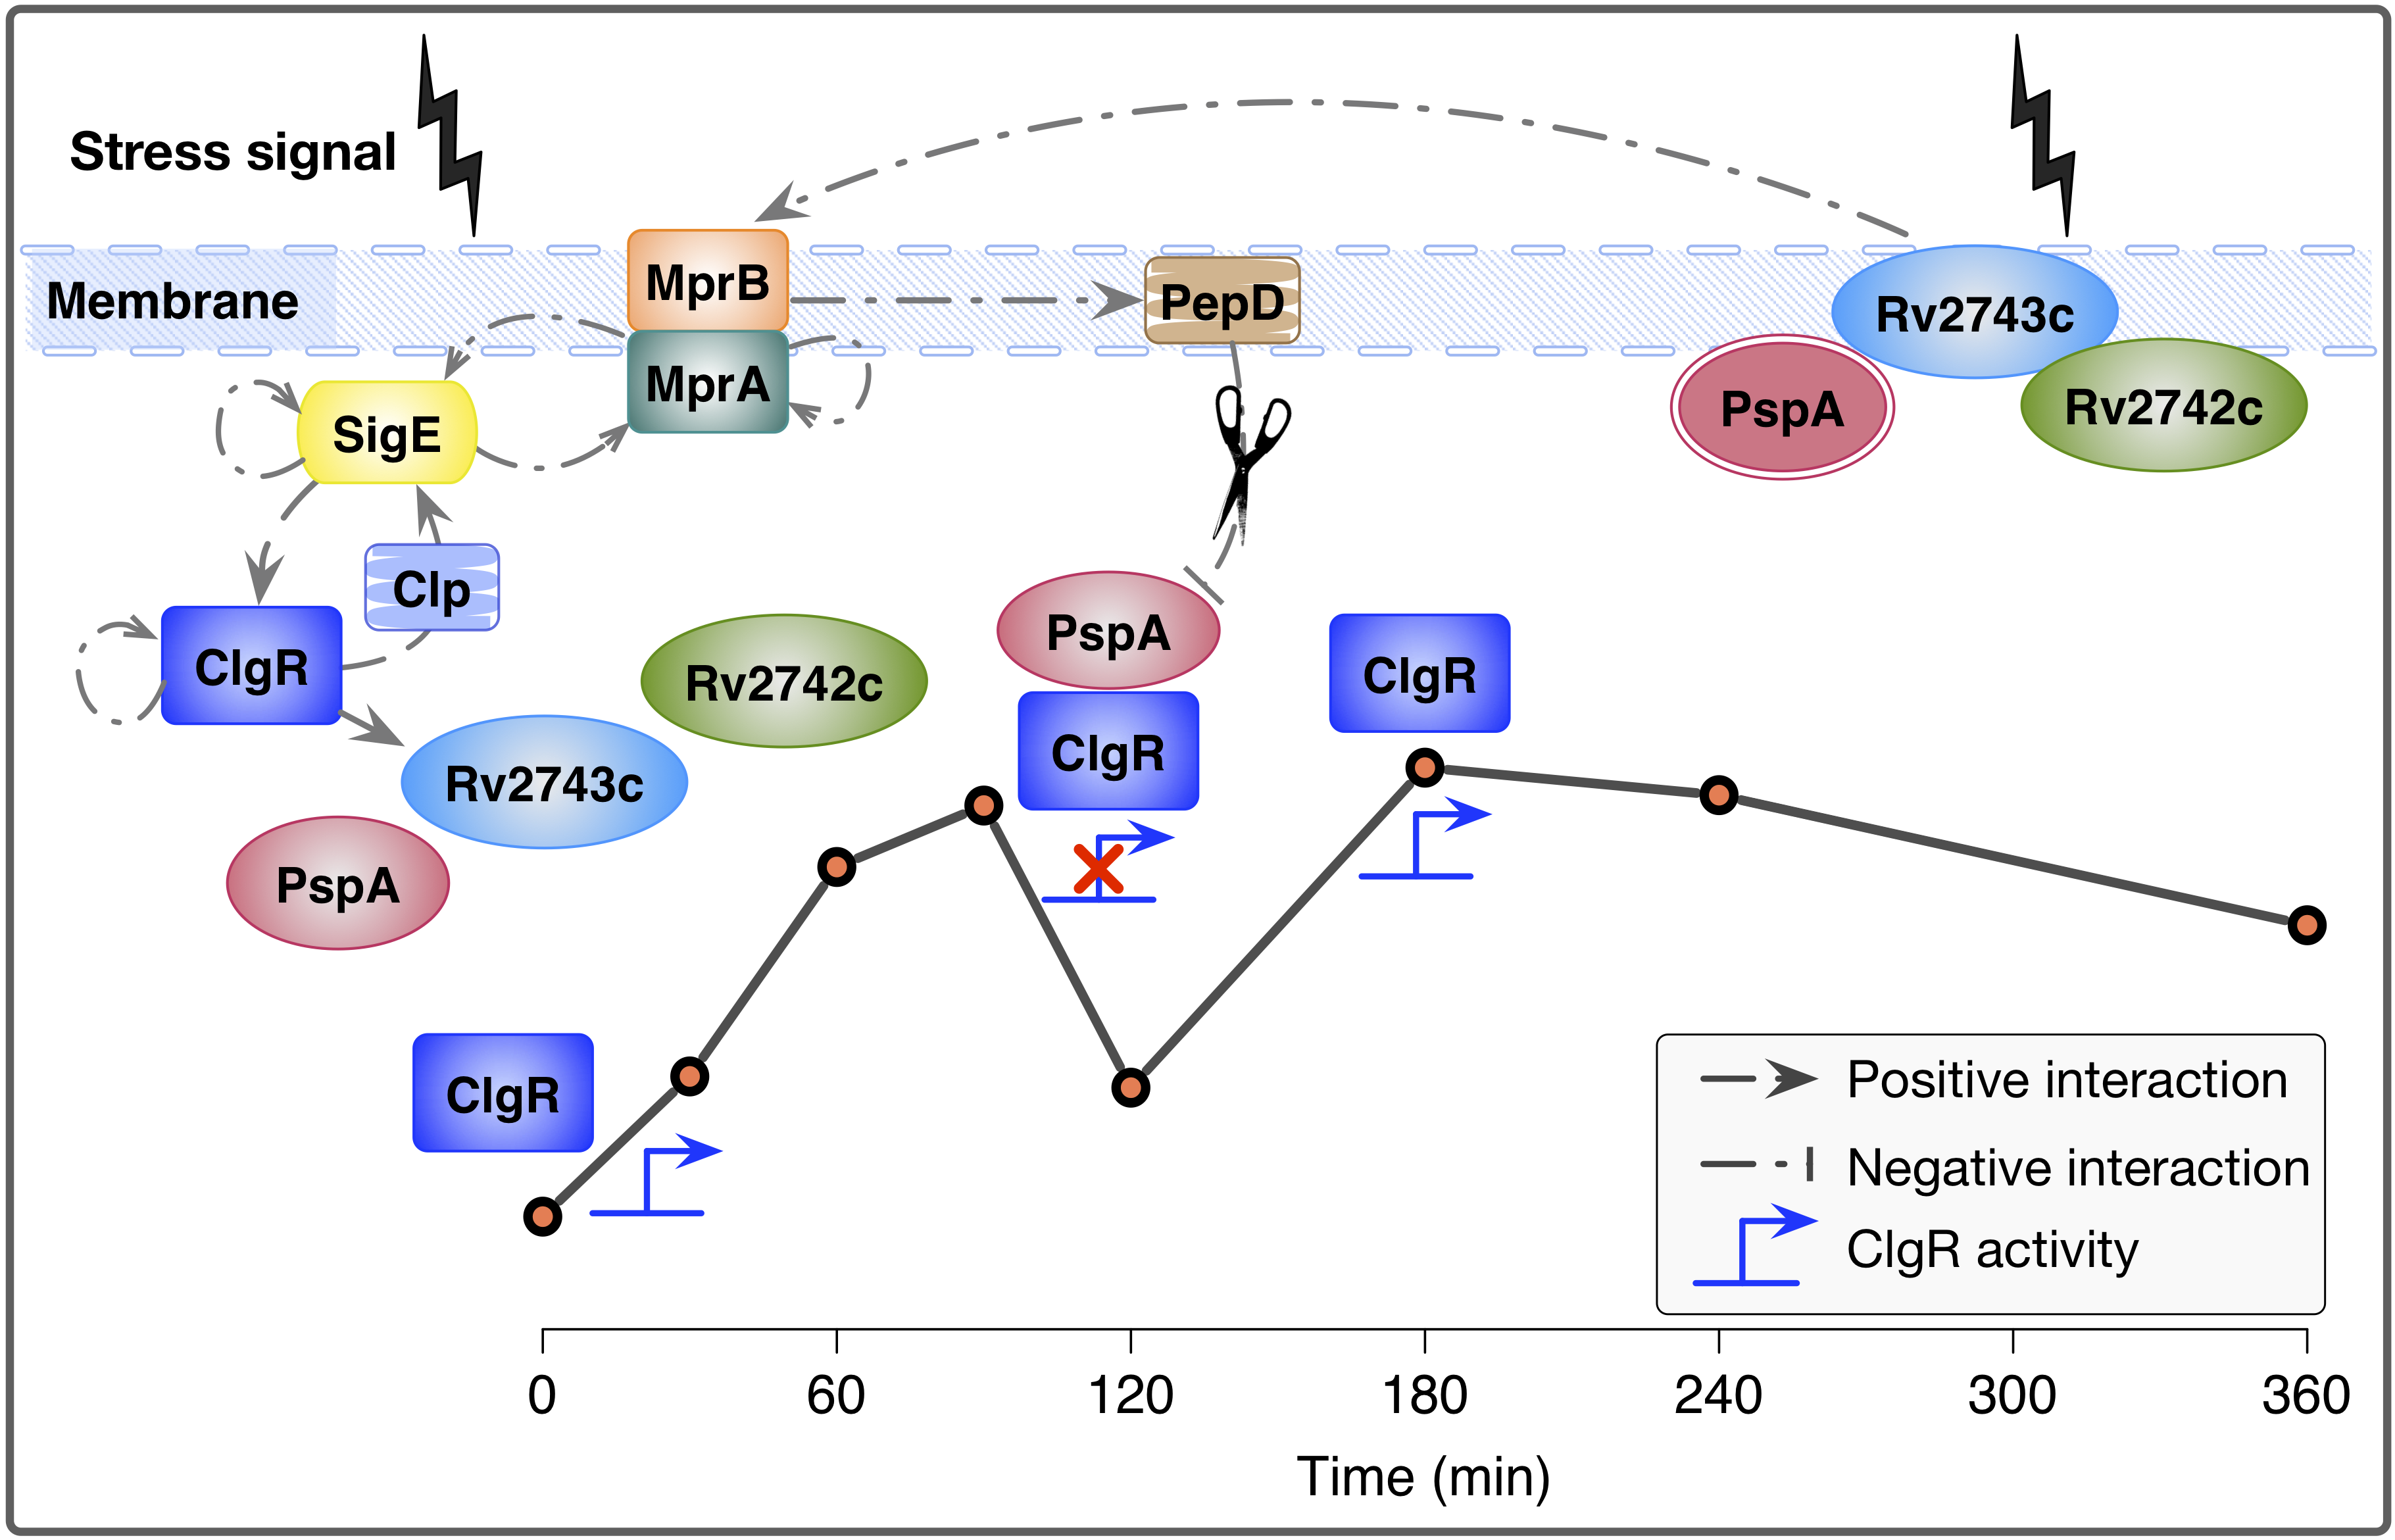 Stress signal
Membrane
MprB
MprA
PepD
Rv2743c
PspA
Rv2742c
SigE
Clp
ClgR
Rv2742c
PspA
ClgR
ClgR
Rv2743c
PspA
ClgR
Positive interaction
Negative interaction
ClgR activity
0 60 120 180 240 300 360
Time (min)